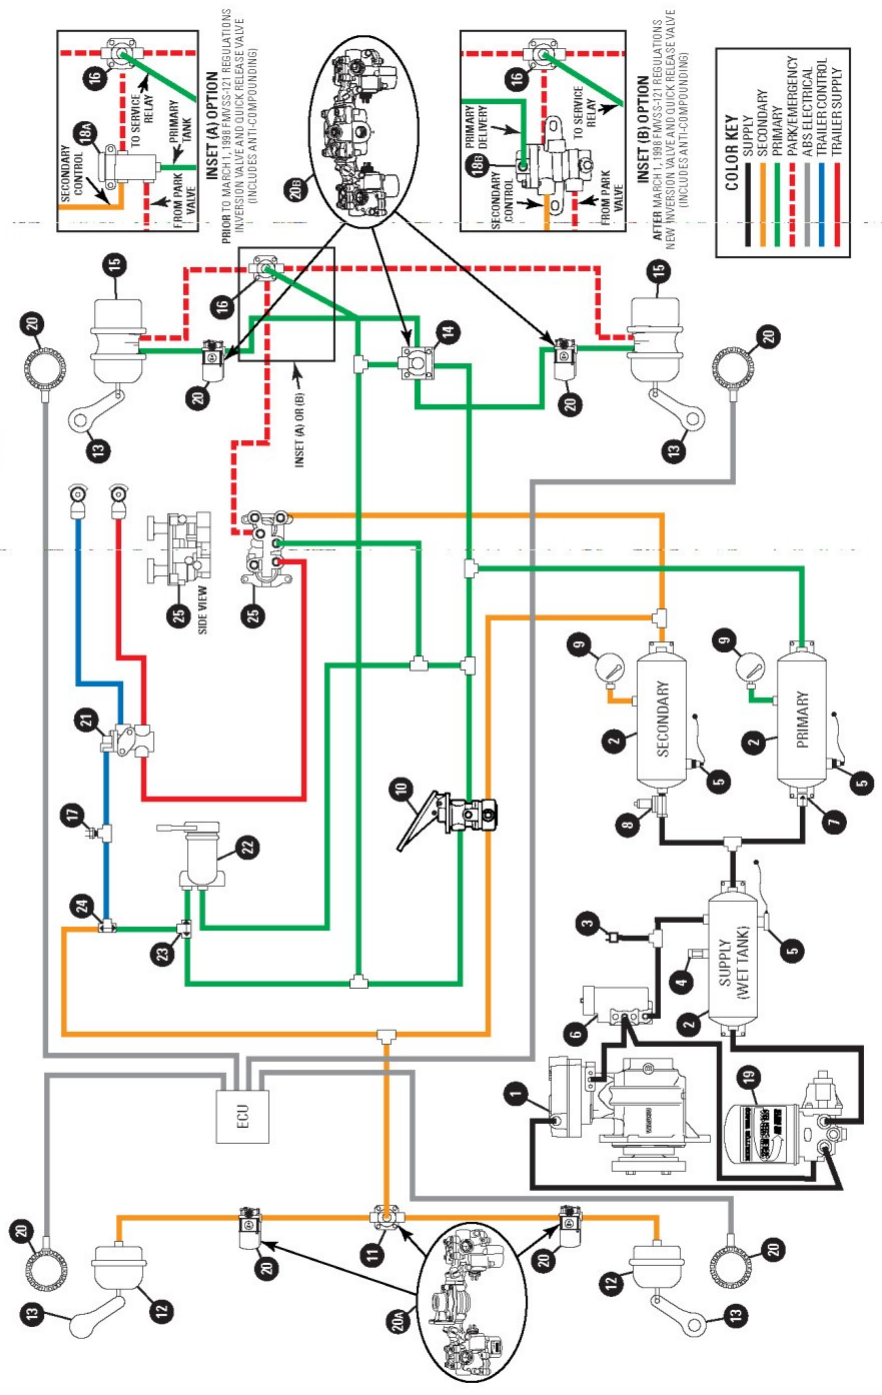 16
18A
SECONDARY
CONTROL
TO SERVICE
RELAY
PRIMARY
TANK
FROM PARK
VALVE
INSET (A) OPTION
PRIOR TO MARCH 1, 1998 FMVSS-121 REGULATIONS
INVERSION VALVE AND QUICK RELEASE VALVE
(INCLUDES ANTI-COMPOUNDING)
20B
16
PRIMARY
DELIVERY
18B
SECONDARY
CONTROL
TO SERVICE
RELAY
FROM PARK
VALVE
INSET (B) OPTION
AFTER MARCH 1, 1998 FMVSS-121 REGULATIONS
NEW INVERSION VALVE AND QUICK RELEASE VALVE
(INCLUDES ANTI-COMPOUNDING)
COLOR KEY
SUPPLY
SECONDARY
PRIMARY
PARK/EMERGENCY
ABS ELECTRICAL
TRAILER CONTROL
TRAILER SUPPLY
20
15
13
20
16
INSET (A) OR (B)
14
20
15
13
20
25
SIDE VIEW
25
21
17
24
23
22
10
9
9
2
SECONDARY
5
8
2
PRIMARY
5
7
3
4
SUPPLY
(WET TANK)
2
5
6
1
19
ECU
20
13
12
20
11
20A
20
12
13
20